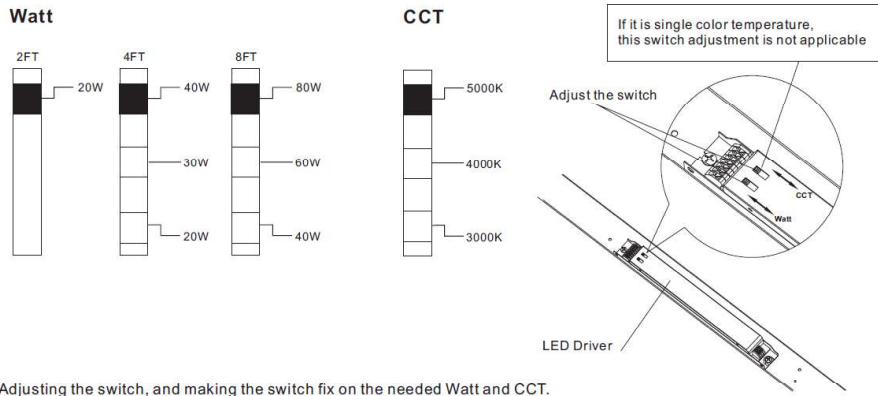 Watt
2FT
4FT
8FT
20W
40W
30W
20W
80W
60W
40W
CCT
5000K
4000K
3000K
If it is single color temperature,
this switch adjustment is not applicable
Adjust the switch
CCT
Watt
LED Driver
Adjusting the switch, and making the switch fix on the needed Watt and CCT.